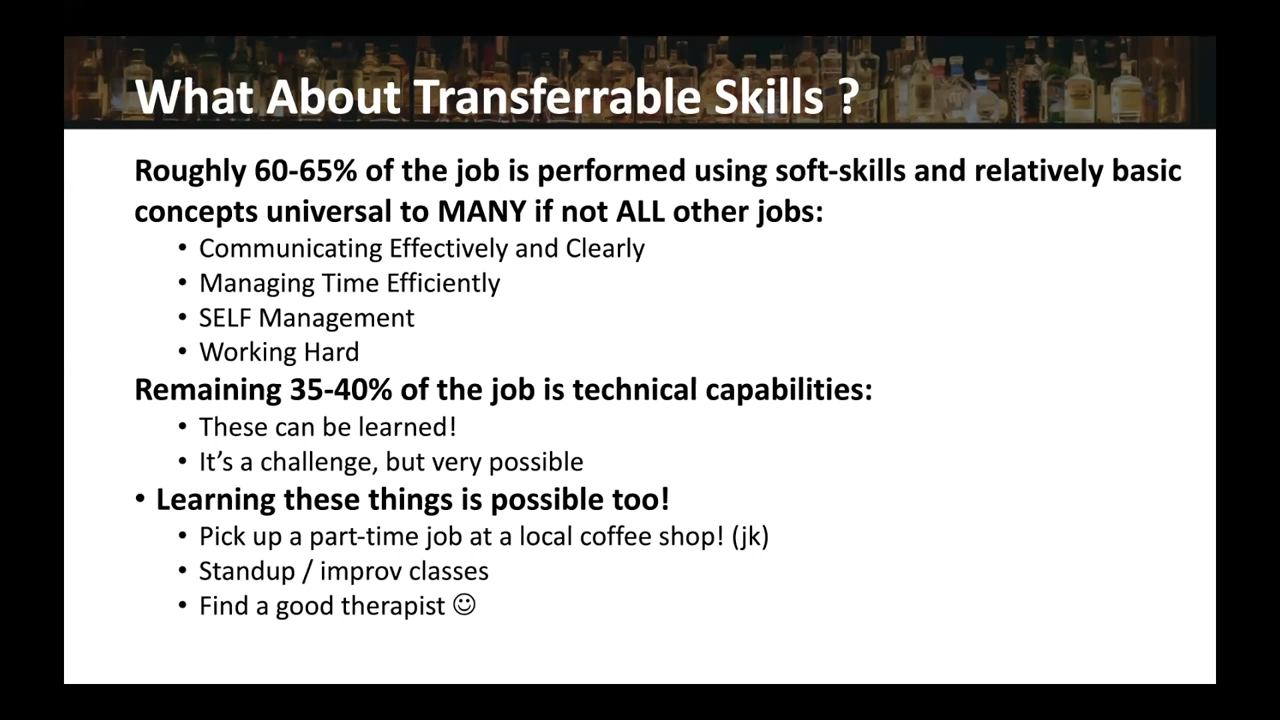 What About Transferrable Skills ?
Roughly 60-65% of the job is performed using soft-skills and relatively basic
concepts universal to MANY if not ALL other jobs:
• Communicating Effectively and Clearly
• Managing Time Efficiently
• SELF Management
• Working Hard
Remaining 35-40% of the job is technical capabilities:
• These can be learned!
• It’s a challenge, but very possible
• Learning these things is possible too!
• Pick up a part-time job at a local coffee shop! (jk)
• Standup / improv classes
• Find a good therapist ☺